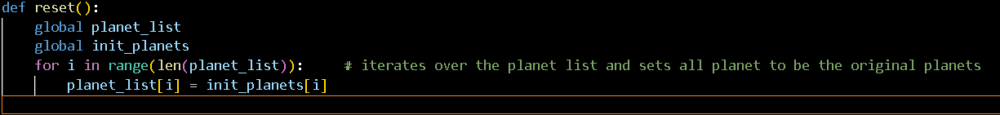 def reset():
    global planet_list
    global init_planets
    for i in range(len(planet_list)):     # iterates over the planet list and sets all planet to be the original planets
        planet_list[i] = init_planets[i]